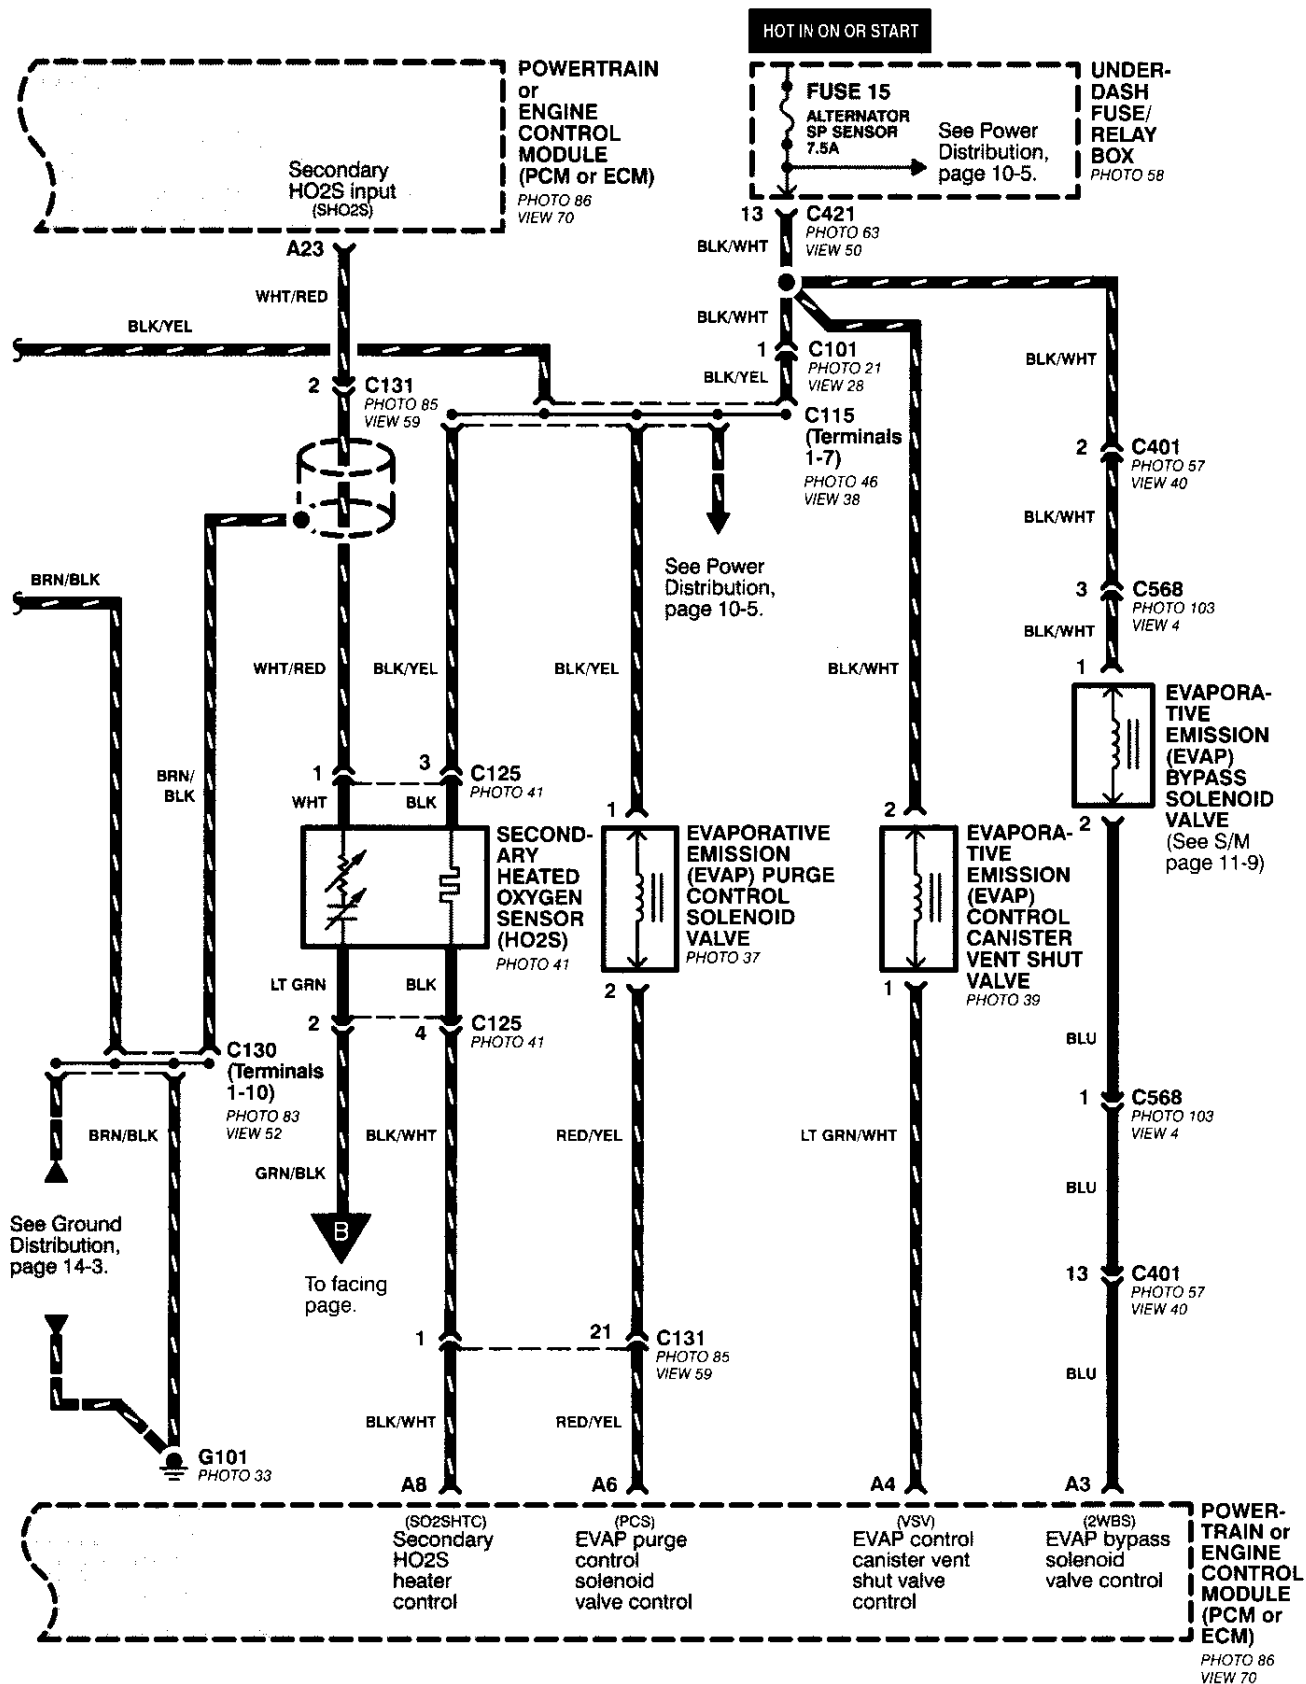 HOT IN ON OR START
POWERTRAIN
or
ENGINE
CONTROL
MODULE
(PCM or ECM)
PHOTO 86
VIEW 70
Secondary
HO2S input
(SHO2S)
FUSE 15
ALTERNATOR
SP SENSOR
7.5A
See Power
Distribution,
page 10-5.
UNDER-
DASH
FUSE/
RELAY
BOX
PHOTO 58
A23
13
C421
PHOTO 63
VIEW 50
BLK/WHT
WHT/RED
BLK/YEL
BLK/WHT
1
C101
PHOTO 21
VIEW 28
BLK/YEL
BLK/WHT
2
C131
PHOTO 85
VIEW 59
C115
(Terminals
1-7)
PHOTO 46
VIEW 38
2
C401
PHOTO 57
VIEW 40
BLK/WHT
See Power
Distribution,
page 10-5.
BRN/BLK
3
C568
PHOTO 103
VIEW 4
BLK/WHT
WHT/RED
BLK/YEL
BLK/YEL
BLK/WHT
1
EVAPORA-
TIVE
EMISSION
(EVAP)
BYPASS
SOLENOID
VALVE
(See S/M
page 11-9)
BRN/
BLK
1
3
C125
PHOTO 41
WHT
BLK
1
2
2
SECOND-
ARY
HEATED
OXYGEN
SENSOR
(HO2S)
PHOTO 41
EVAPORATIVE
EMISSION
(EVAP) PURGE
CONTROL
SOLENOID
VALVE
PHOTO 37
EVAPORA-
TIVE
EMISSION
(EVAP)
CONTROL
CANISTER
VENT SHUT
VALVE
PHOTO 39
LT GRN
BLK
2
1
2
4
C125
PHOTO 41
BLU
C130
(Terminals
1-10)
PHOTO 83
VIEW 52
1
C568
PHOTO 103
VIEW 4
BRN/BLK
BLK/WHT
RED/YEL
LT GRN/WHT
GRN/BLK
BLU
See Ground
Distribution,
page 14-3.
B
To facing
page.
13
C401
PHOTO 57
VIEW 40
1
21
C131
PHOTO 85
VIEW 59
BLU
BLK/WHT
RED/YEL
G101
PHOTO 33
A8
A6
A4
A3
(SO2SHTC)
Secondary
HO2S
heater
control
(PCS)
EVAP purge
control
solenoid
valve control
(VSV)
EVAP control
canister vent
shut valve
control
(2WBS)
EVAP bypass
solenoid
valve control
POWER-
TRAIN or
ENGINE
CONTROL
MODULE
(PCM or
ECM)
PHOTO 86
VIEW 70